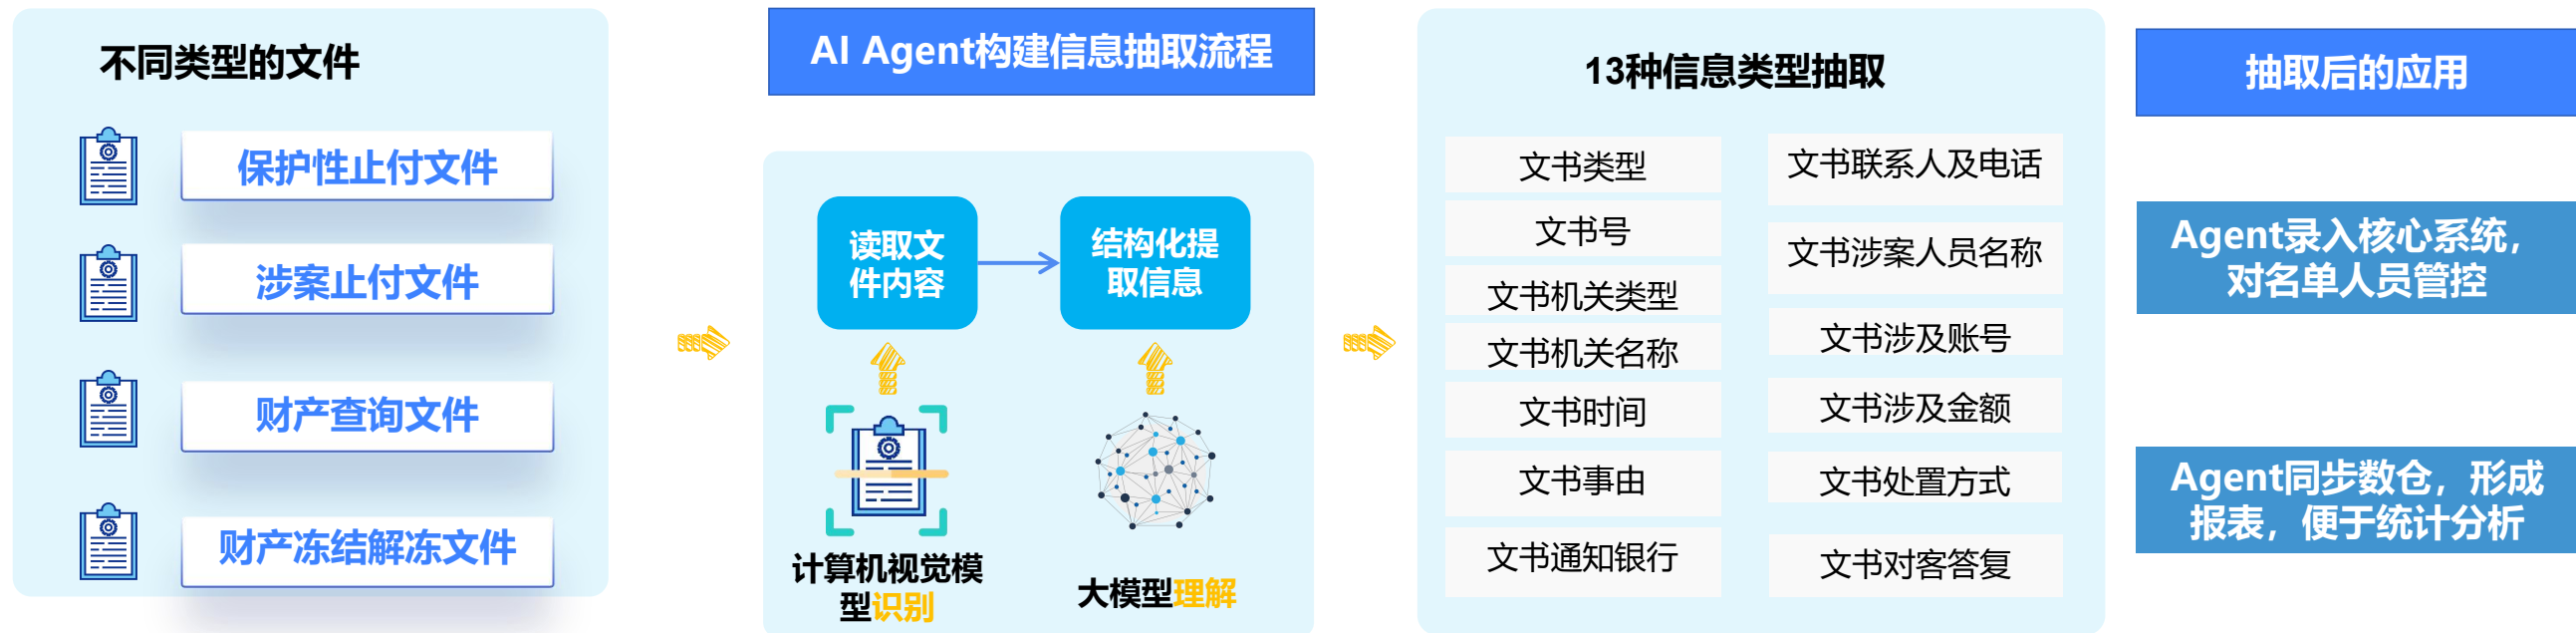 不同类型的文件
保护性止付文件
涉案止付文件
财产查询文件
财产冻结解冻文件
AI Agent构建信息抽取流程
读取文
件内容
结构化提
取信息
计算机视觉模
型识别
大模型理解
13种信息类型抽取
文书类型
文书号
文书机关类型
文书机关名称
文书时间
文书事由
文书通知银行
文书联系人及电话
文书涉案人员名称
文书涉及账号
文书涉及金额
文书处置方式
文书对客答复
抽取后的应用
Agent录入核心系统，
对名单人员管控
Agent同步数仓，形成
报表，便于统计分析